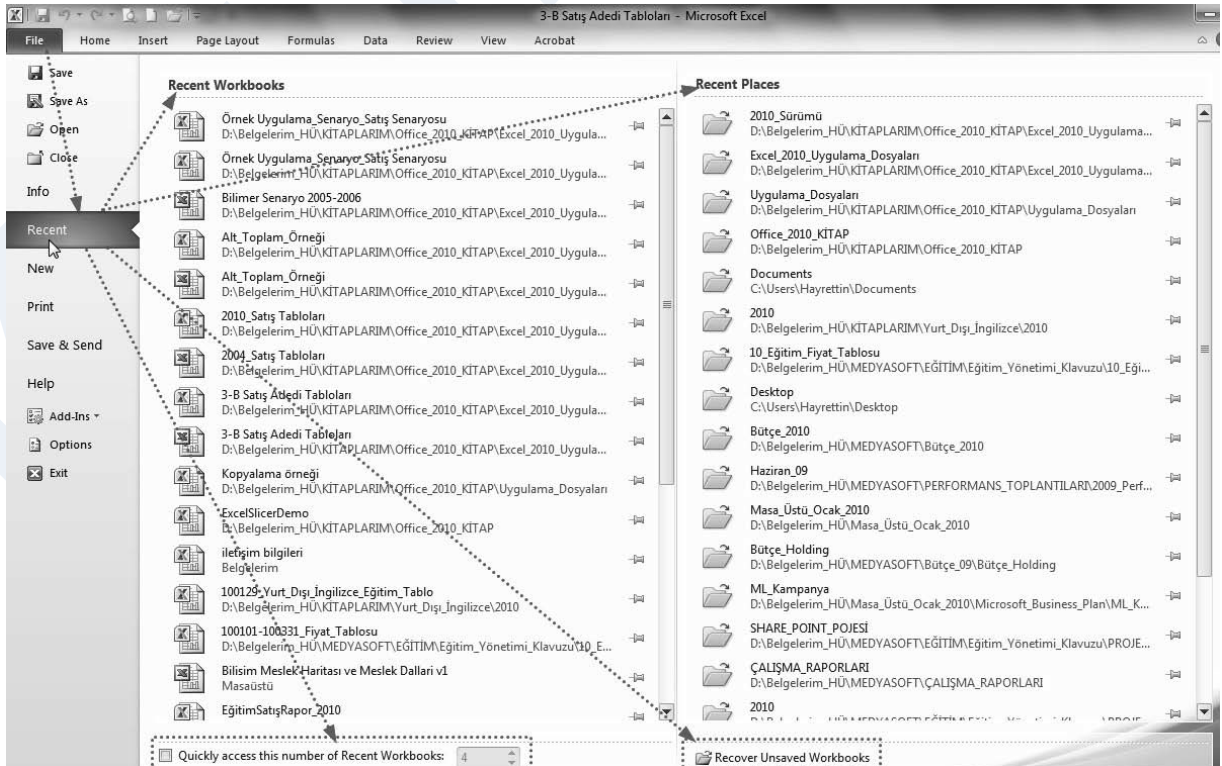 3-B Satış Adedi Tabloları - Microsoft Excel
File Home Insert Page Layout Formulas Data Review View Acrobat
Save
Save As
Open
Close
Info
Recent
New
Print
Save & Send
Help
Add-Ins
Options
Exit
Recent Workbooks
Örnek Uygulama_Senaryo_Satış Senaryosu
D:\Belgelerim_HÜ\KİTAPLARIM\Office_2010_KİTAP\Excel_2010_Uygula...
Örnek Uygulama_Senaryo_Satış Senaryosu
D:\Belgelerim_HÜ\KİTAPLARIM\Office_2010_KİTAP\Excel_2010_Uygula...
Bilimer Senaryo 2005-2006
D:\Belgelerim_HÜ\KİTAPLARIM\Office_2010_KİTAP\Excel_2010_Uygula...
Alt_Toplam_Örneği
D:\Belgelerim_HÜ\KİTAPLARIM\Office_2010_KİTAP\Excel_2010_Uygula...
Alt_Toplam_Örneği
D:\Belgelerim_HÜ\KİTAPLARIM\Office_2010_KİTAP\Excel_2010_Uygula...
2010_Satış Tabloları
D:\Belgelerim_HÜ\KİTAPLARIM\Office_2010_KİTAP\Excel_2010_Uygula...
2004_Satış Tabloları
D:\Belgelerim_HÜ\KİTAPLARIM\Office_2010_KİTAP\Excel_2010_Uygula...
3-B Satış Adedi Tabloları
D:\Belgelerim_HÜ\KİTAPLARIM\Office_2010_KİTAP\Excel_2010_Uygula...
3-B Satış Adedi Tabloları
D:\Belgelerim_HÜ\KİTAPLARIM\Office_2010_KİTAP\Excel_2010_Uygula...
Kopyalama örneği
D:\Belgelerim_HÜ\KİTAPLARIM\Office_2010_KİTAP\Uygulama_Dosyaları
ExcelSlicerDemo
D:\Belgelerim_HÜ\KİTAPLARIM\Office_2010_KİTAP
iletişim bilgileri
Belgelerim
100129_Yurt_Dışı_İngilizce_Eğitim_Tablo
D:\Belgelerim_HÜ\KİTAPLARIM\Yurt_Dışı_İngilizce\2010
100101-100331_Fiyat_Tablosu
D:\Belgelerim_HÜ\MEDYASOFT\EĞİTİM\Eğitim_Yönetimi_Klavuzu\10_E...
Bilisim Meslek Haritası ve Meslek Dallari v1
Masaüstü
EğitimSatışRapor_2010
Quickly access this number of Recent Workbooks: 4
Recent Places
2010_Sürümü
D:\Belgelerim_HÜ\KİTAPLARIM\Office_2010_KİTAP\Excel_2010_Uygulama...
Excel_2010_Uygulama_Dosyaları
D:\Belgelerim_HÜ\KİTAPLARIM\Office_2010_KİTAP\Excel_2010_Uygulama...
Uygulama_Dosyaları
D:\Belgelerim_HÜ\KİTAPLARIM\Office_2010_KİTAP\Uygulama_Dosyaları
Office_2010_KİTAP
D:\Belgelerim_HÜ\KİTAPLARIM\Office_2010_KİTAP
Documents
C:\Users\Hayrettin\Documents
2010
D:\Belgelerim_HÜ\KİTAPLARIM\Yurt_Dışı_İngilizce\2010
10_Eğitim_Fiyat_Tablosu
D:\Belgelerim_HÜ\MEDYASOFT\EĞİTİM\Eğitim_Yönetimi_Klavuzu\10_Eği...
Desktop
C:\Users\Hayrettin\Desktop
Bütçe_2010
D:\Belgelerim_HÜ\MEDYASOFT\Bütçe_2010
Haziran_09
D:\Belgelerim_HÜ\MEDYASOFT\PERFORMANS_TOPLANTILARI\2009_Perf...
Masa_Üstü_Ocak_2010
D:\Belgelerim_HÜ\Masa_Üstü_Ocak_2010
Bütçe_Holding
D:\Belgelerim_HÜ\MEDYASOFT\Bütçe_09\Bütçe_Holding
ML_Kampanya
D:\Belgelerim_HÜ\Masa_Üstü_Ocak_2010\Microsoft_Business_Plan\ML_K...
SHARE_POINT_POJESİ
D:\Belgelerim_HÜ\MEDYASOFT\EĞİTİM\Eğitim_Yönetimi_Klavuzu\PROJE...
ÇALIŞMA_RAPORLARI
D:\Belgelerim_HÜ\MEDYASOFT\ÇALIŞMA_RAPORLARI
2010
Recover Unsaved Workbooks